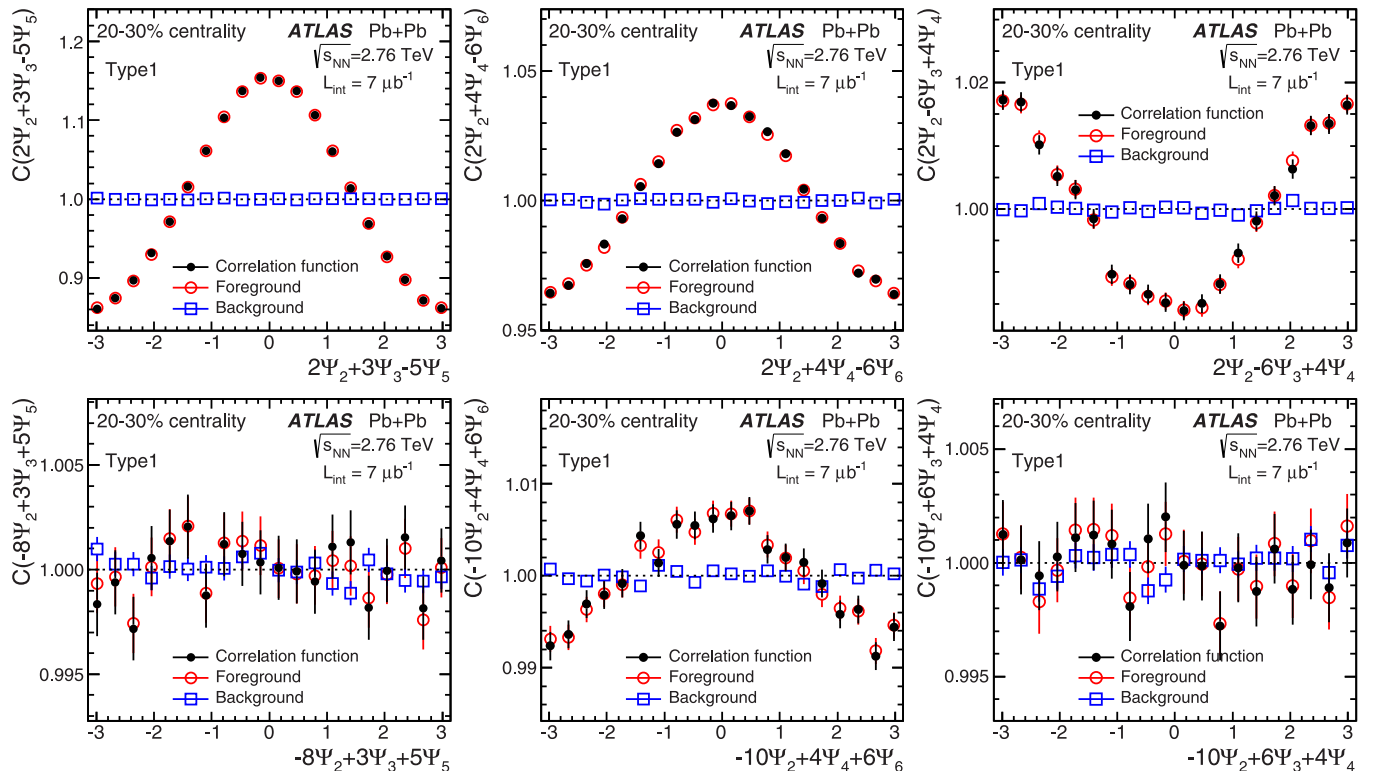 C(2Ψ₂+3Ψ₃-5Ψ₅)
20-30% centrality
ATLAS Pb+Pb
√sNN=2.76 TeV
Type1
Lint = 7 μb⁻¹
1.2
1.1
1.0
0.9
Correlation function
Foreground
Background
-3 -2 -1 0 1 2 3
2Ψ₂+3Ψ₃-5Ψ₅
C(2Ψ₂+4Ψ₄-6Ψ₆)
20-30% centrality
ATLAS Pb+Pb
√sNN=2.76 TeV
Type1
Lint = 7 μb⁻¹
1.05
1.00
0.95
Correlation function
Foreground
Background
-3 -2 -1 0 1 2 3
2Ψ₂+4Ψ₄-6Ψ₆
C(2Ψ₂-6Ψ₃+4Ψ₄)
20-30% centrality
ATLAS Pb+Pb
√sNN=2.76 TeV
Type1
Lint = 7 μb⁻¹
1.02
1.00
Correlation function
Foreground
Background
-3 -2 -1 0 1 2 3
2Ψ₂-6Ψ₃+4Ψ₄
C(-8Ψ₂+3Ψ₃+5Ψ₅)
20-30% centrality
ATLAS Pb+Pb
√sNN=2.76 TeV
Type1
Lint = 7 μb⁻¹
1.005
1.000
0.995
Correlation function
Foreground
Background
-3 -2 -1 0 1 2 3
-8Ψ₂+3Ψ₃+5Ψ₅
C(-10Ψ₂+4Ψ₄+6Ψ₆)
20-30% centrality
ATLAS Pb+Pb
√sNN=2.76 TeV
Type1
Lint = 7 μb⁻¹
1.01
1.00
0.99
Correlation function
Foreground
Background
-3 -2 -1 0 1 2 3
-10Ψ₂+4Ψ₄+6Ψ₆
C(-10Ψ₂+6Ψ₃+4Ψ₄)
20-30% centrality
ATLAS Pb+Pb
√sNN=2.76 TeV
Type1
Lint = 7 μb⁻¹
1.005
1.000
0.995
Correlation function
Foreground
Background
-3 -2 -1 0 1 2 3
-10Ψ₂+6Ψ₃+4Ψ₄